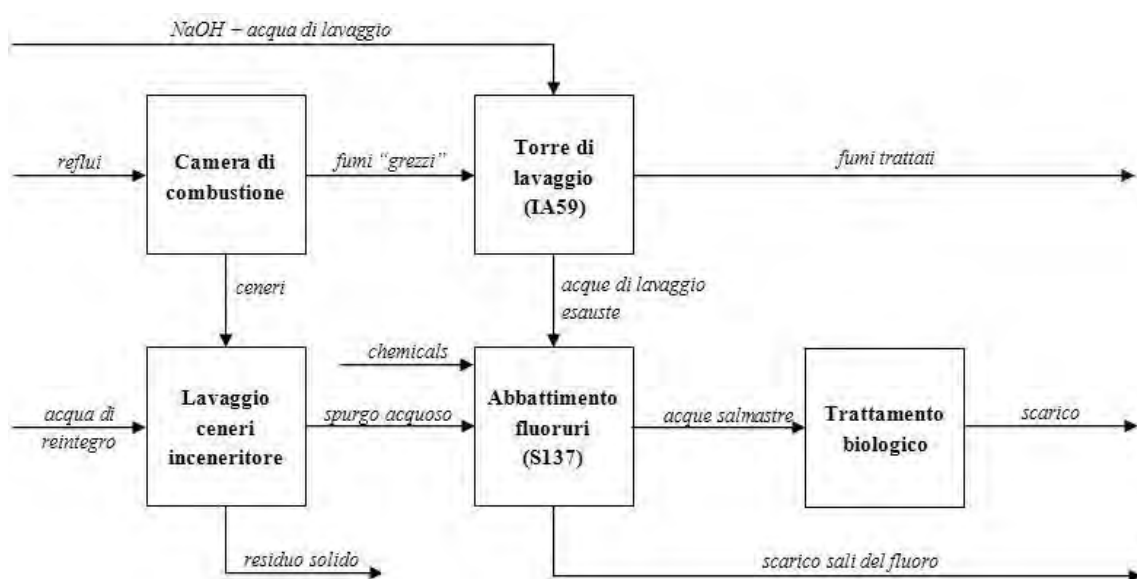 NaOH – acqua di lavaggio
reflui
Camera di
combustione
fumi “grezzi”
Torre di
lavaggio
(IA59)
fumi trattati
ceneri
acque di lavaggio
esauste
chemicals
acqua di
reintegro
Lavaggio
ceneri
inceneritore
spurgo acquoso
Abbattimento
fluoruri
(S137)
acque salmastre
Trattamento
biologico
scarico
residuo solido
scarico sali del fluoro